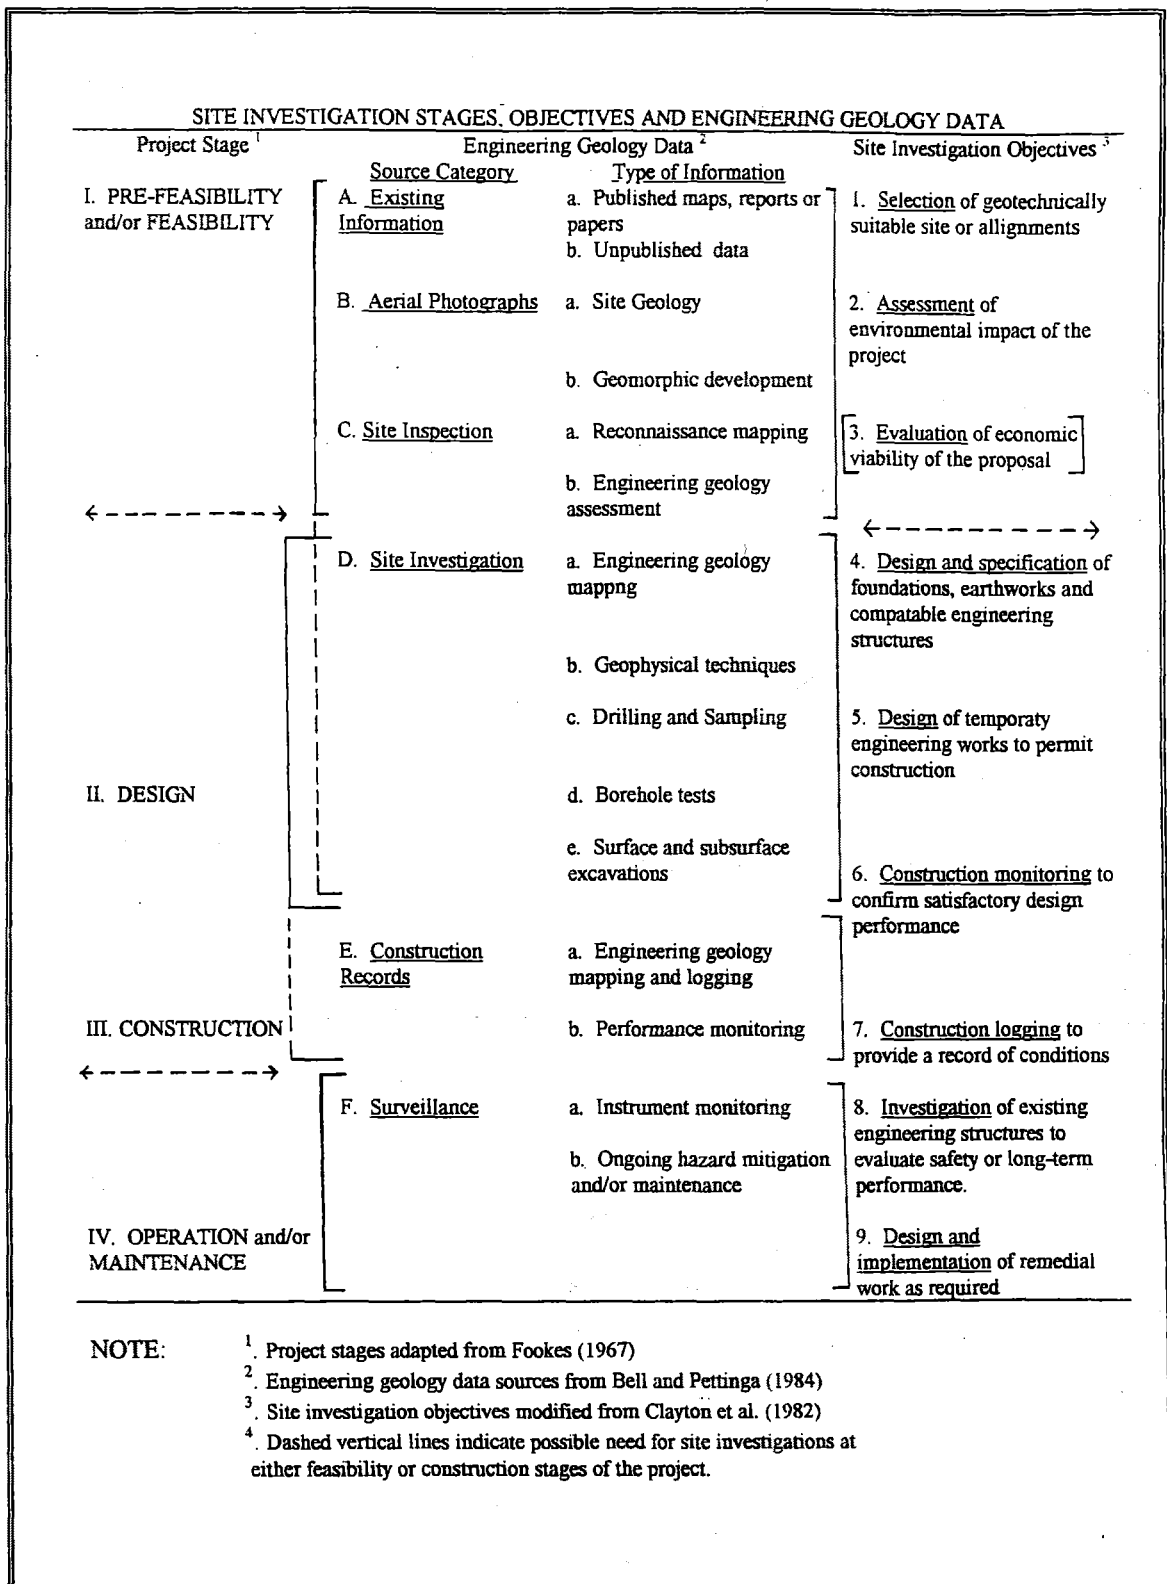 SITE INVESTIGATION STAGES, OBJECTIVES AND ENGINEERING GEOLOGY DATA
Project Stage 1
Engineering Geology Data 2
Site Investigation Objectives 3
Source Category
Type of Information
I. PRE-FEASIBILITY
and/or FEASIBILITY
A. Existing
Information
a. Published maps, reports or
papers
b. Unpublished data
1. Selection of geotechnically
suitable site or allignments
B. Aerial Photographs
a. Site Geology
b. Geomorphic development
2. Assessment of
environmental impact of the
project
C. Site Inspection
a. Reconnaissance mapping
b. Engineering geology
assessment
3. Evaluation of economic
viability of the proposal
D. Site Investigation
a. Engineering geology
mappng
b. Geophysical techniques
c. Drilling and Sampling
4. Design and specification of
foundations, earthworks and
compatable engineering
structures
5. Design of temporaty
engineering works to permit
construction
II. DESIGN
d. Borehole tests
e. Surface and subsurface
excavations
6. Construction monitoring to
confirm satisfactory design
performance
E. Construction
Records
a. Engineering geology
mapping and logging
III. CONSTRUCTION
b. Performance monitoring
7. Construction logging to
provide a record of conditions
F. Surveillance
a. Instrument monitoring
b. Ongoing hazard mitigation
and/or maintenance
8. Investigation of existing
engineering structures to
evaluate safety or long-term
performance.
IV. OPERATION and/or
MAINTENANCE
9. Design and
implementation of remedial
work as required
NOTE:
1. Project stages adapted from Fookes (1967)
2. Engineering geology data sources from Bell and Pettinga (1984)
3. Site investigation objectives modified from Clayton et al. (1982)
4. Dashed vertical lines indicate possible need for site investigations at
either feasibility or construction stages of the project.